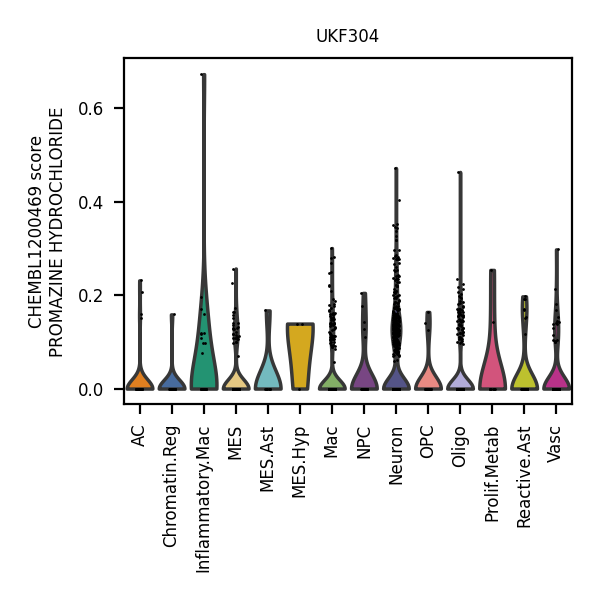 UKF304
CHEMBL1200469 score
PROMAZINE HYDROCHLORIDE
0.6
0.4
0.2
0.0
AC
Chromatin.Reg
Inflammatory.Mac
MES
MES.Ast
MES.Hyp
Mac
NPC
Neuron
OPC
Oligo
Prolif.Metab
Reactive.Ast
Vasc